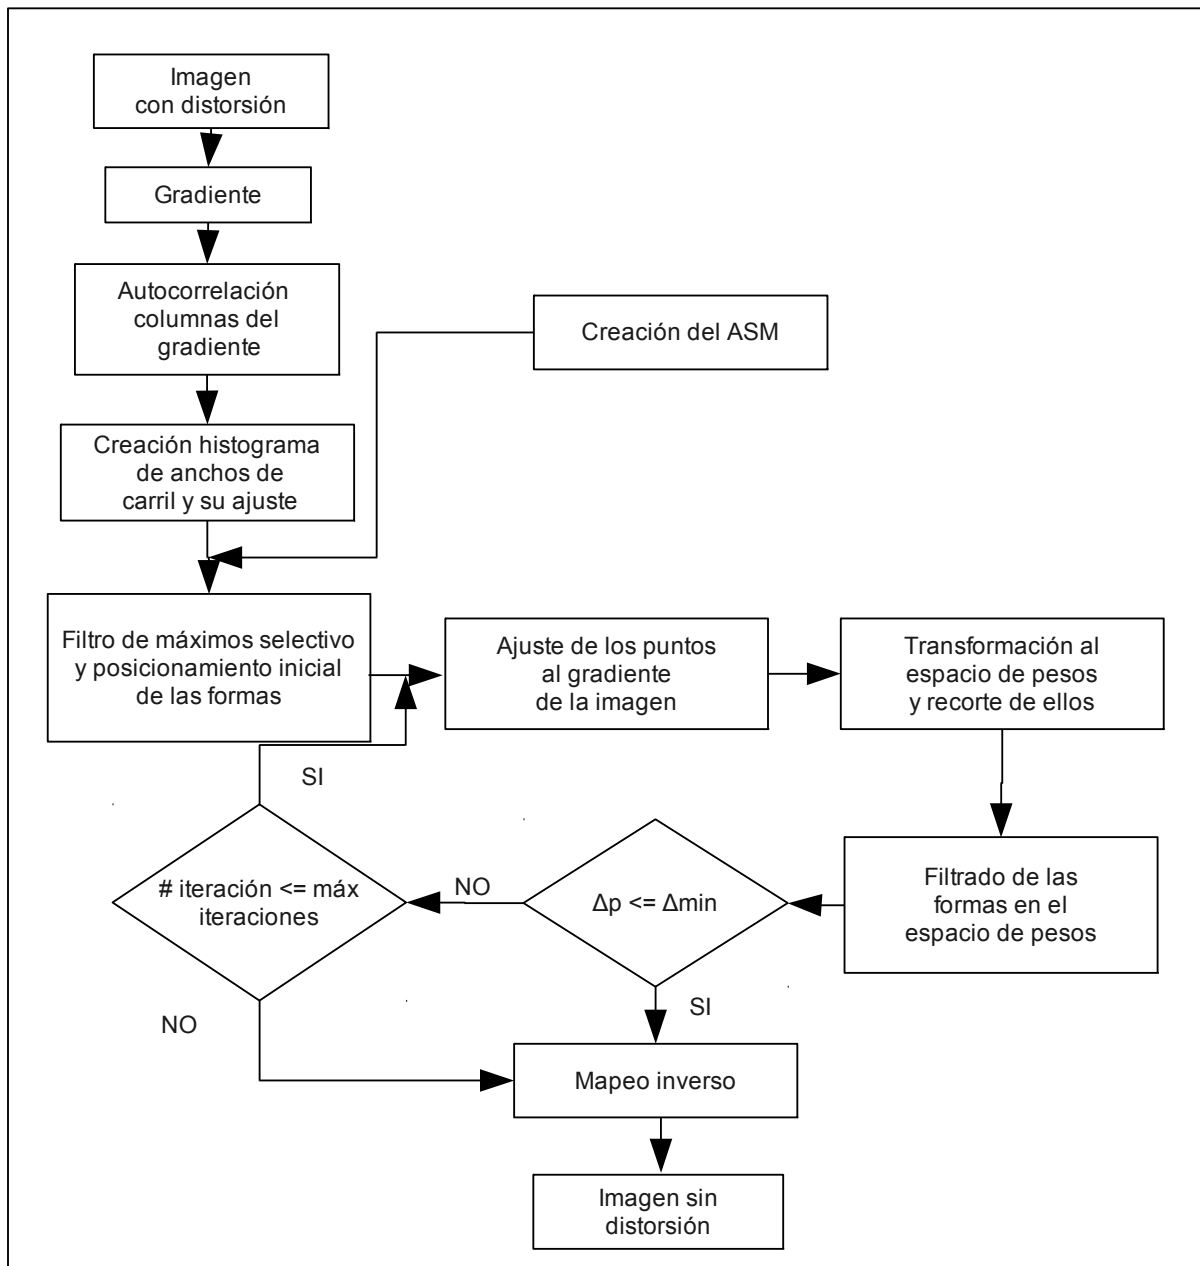 Imagen
con distorsión
Gradiente
Autocorrelación
columnas del
gradiente
Creación del ASM
Creación histograma
de anchos de
carril y su ajuste
Filtro de máximos selectivo
y posicionamiento inicial
de las formas
Ajuste de los puntos
al gradiente
de la imagen
Transformación al
espacio de pesos
y recorte de ellos
SI
# iteración <= máx
iteraciones
NO
Δp <= Δmin
Filtrado de las
formas en el
espacio de pesos
NO
SI
Mapeo inverso
Imagen sin
distorsión